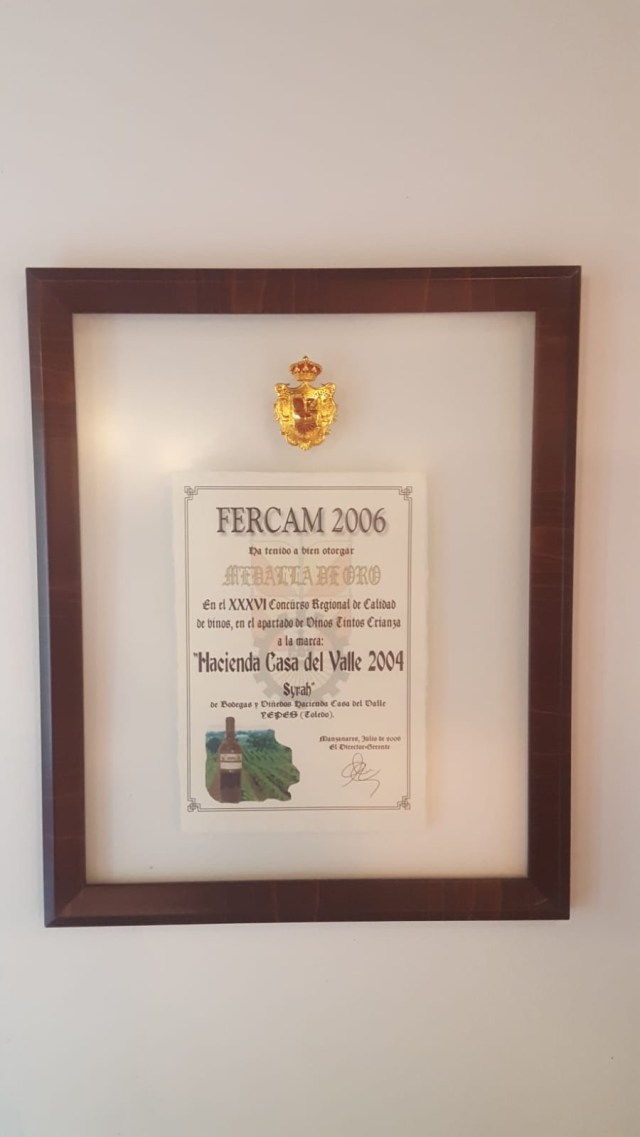 FERCAM 2006
Ha tenido a bien otorgar
MEDALLA DE ORO
En el XXXVI Concurso Regional de Calidad
de vinos, en el apartado de Vinos Tintos Crianza
a la marca:
"Hacienda Casa del Valle 2004
Syrah"
de Bodegas y Viñedos Hacienda Casa del Valle
YEPES (Toledo).
Manzanares, Julio de 2006
El Director-Gerente